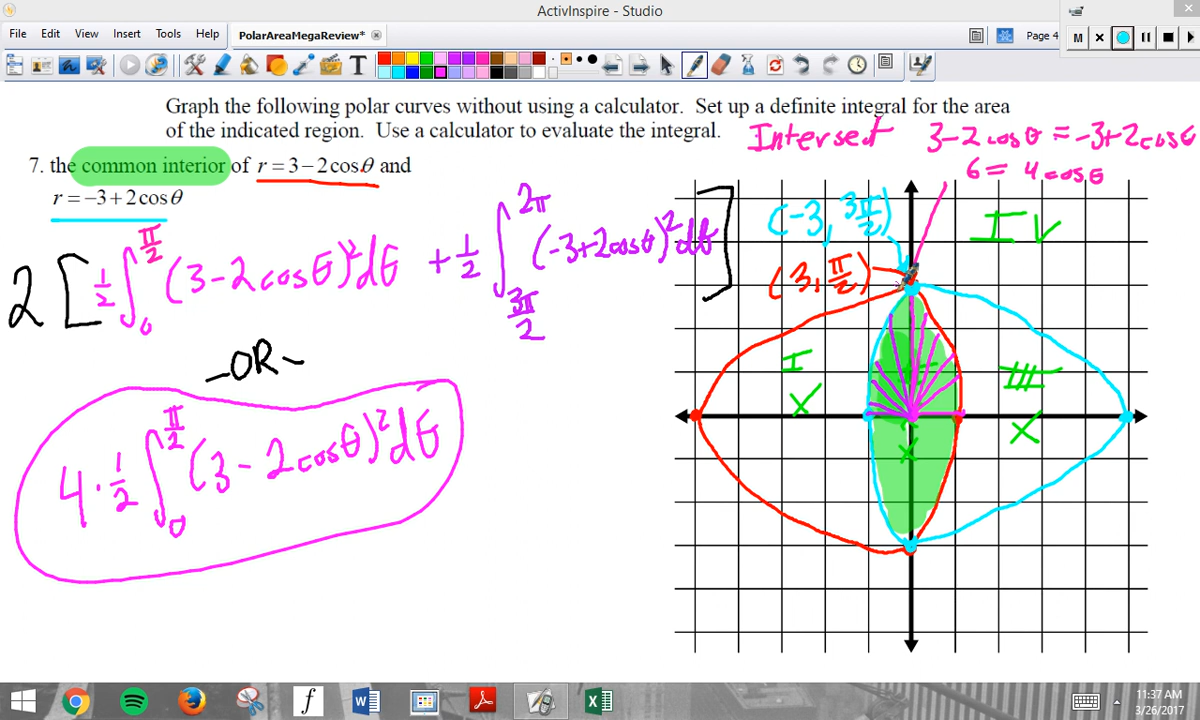 ActivInspire - Studio
File Edit View Insert Tools Help PolarAreaMegaReview* Page 4
M
T
Graph the following polar curves without using a calculator. Set up a definite integral for the area
of the indicated region. Use a calculator to evaluate the integral.
7. the common interior of r = 3 − 2cosθ and
r = −3 + 2cosθ
Intersect 3-2cosθ = -3+2cosθ
6 = 4cosθ
2[½∫₀^(π/2) (3-2cosθ)²dθ + ½∫_(3π/2)^(2π) (-3+2cosθ)²dθ]
-OR-
4·½∫₀^(π/2) (3-2cosθ)²dθ
(-3, 3π/2)
(3, π/2)
I V
I
X
III
X
X
11:37 AM
3/26/2017